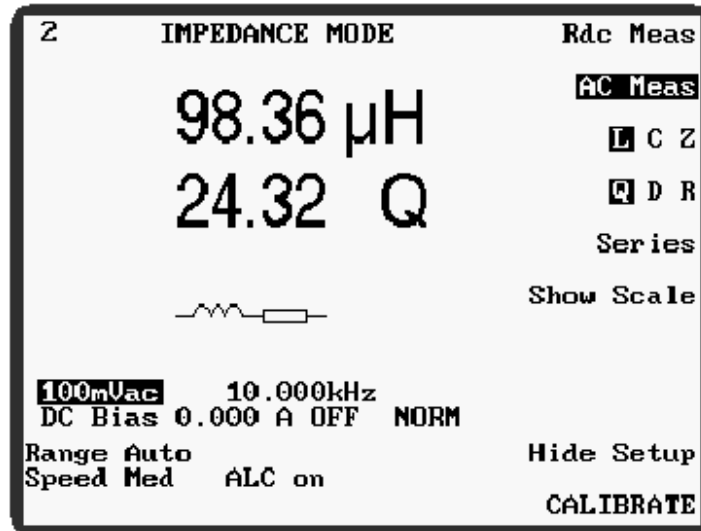 2 IMPEDANCE MODE Rdc Meas
AC Meas
98.36 µH
L C Z
24.32 Q
Q D R
Series
Show Scale
100mVac 10.000kHz
DC Bias 0.000 A OFF NORM
Range Auto Hide Setup
Speed Med ALC on
CALIBRATE